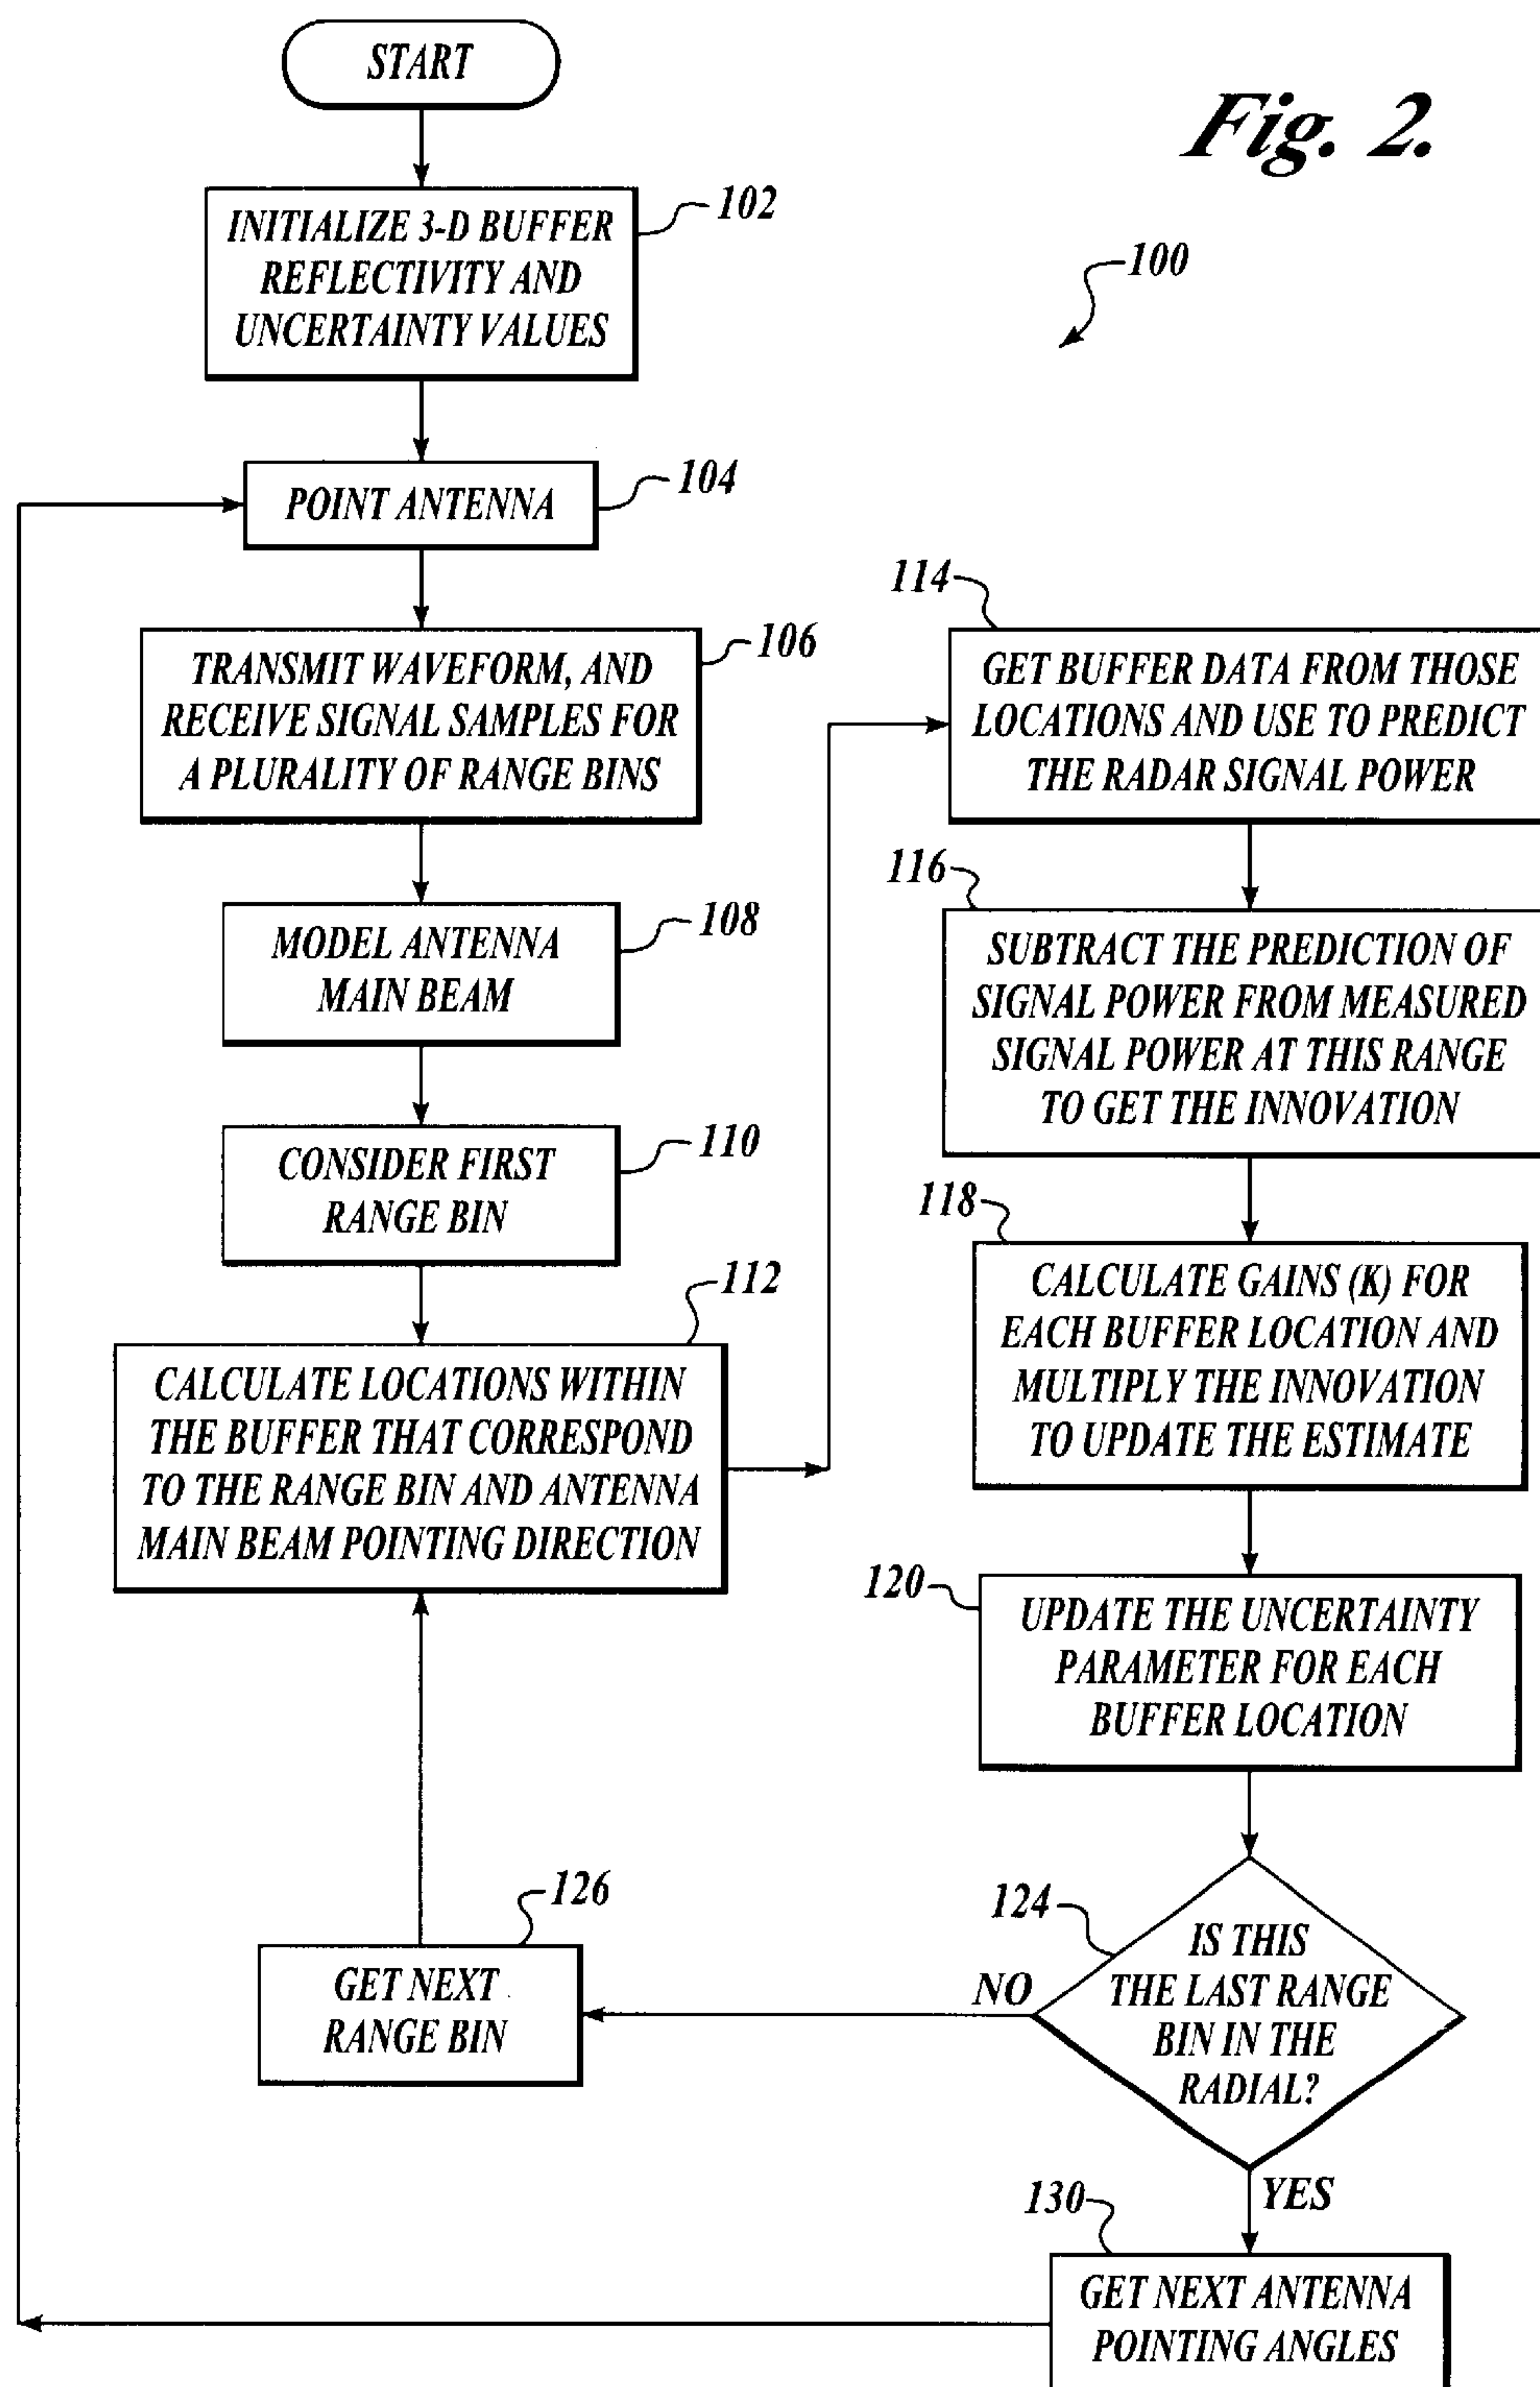 START
Fig. 2.
102
INITIALIZE 3-D BUFFER
REFLECTIVITY AND
UNCERTAINTY VALUES
100
104
POINT ANTENNA
106
TRANSMIT WAVEFORM, AND
RECEIVE SIGNAL SAMPLES FOR
A PLURALITY OF RANGE BINS
108
MODEL ANTENNA
MAIN BEAM
110
CONSIDER FIRST
RANGE BIN
112
CALCULATE LOCATIONS WITHIN
THE BUFFER THAT CORRESPOND
TO THE RANGE BIN AND ANTENNA
MAIN BEAM POINTING DIRECTION
114
GET BUFFER DATA FROM THOSE
LOCATIONS AND USE TO PREDICT
THE RADAR SIGNAL POWER
116
SUBTRACT THE PREDICTION OF
SIGNAL POWER FROM MEASURED
SIGNAL POWER AT THIS RANGE
TO GET THE INNOVATION
118
CALCULATE GAINS (K) FOR
EACH BUFFER LOCATION AND
MULTIPLY THE INNOVATION
TO UPDATE THE ESTIMATE
120
UPDATE THE UNCERTAINTY
PARAMETER FOR EACH
BUFFER LOCATION
124
IS THIS
THE LAST RANGE
BIN IN THE
RADIAL?
NO
126
GET NEXT
RANGE BIN
YES
130
GET NEXT ANTENNA
POINTING ANGLES